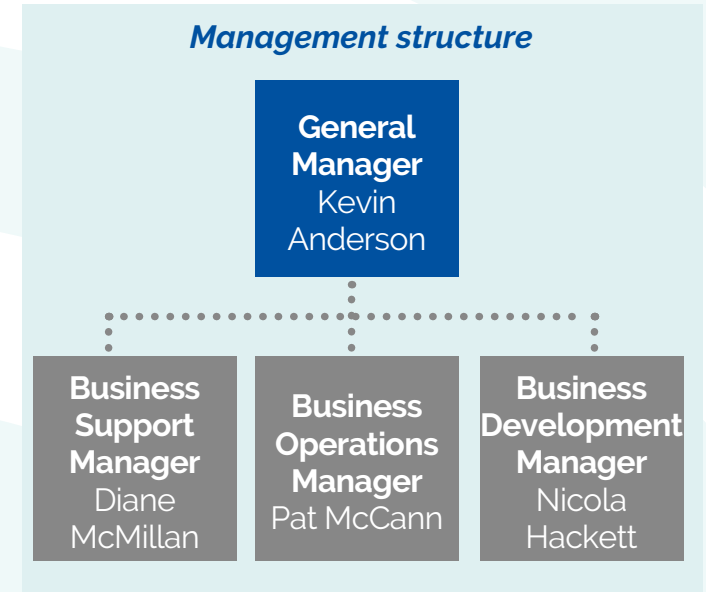 Management structure
General
Manager
Kevin
Anderson
Business
Support
Manager
Diane
McMillan
Business
Operations
Manager
Pat McCann
Business
Development
Manager
Nicola
Hackett